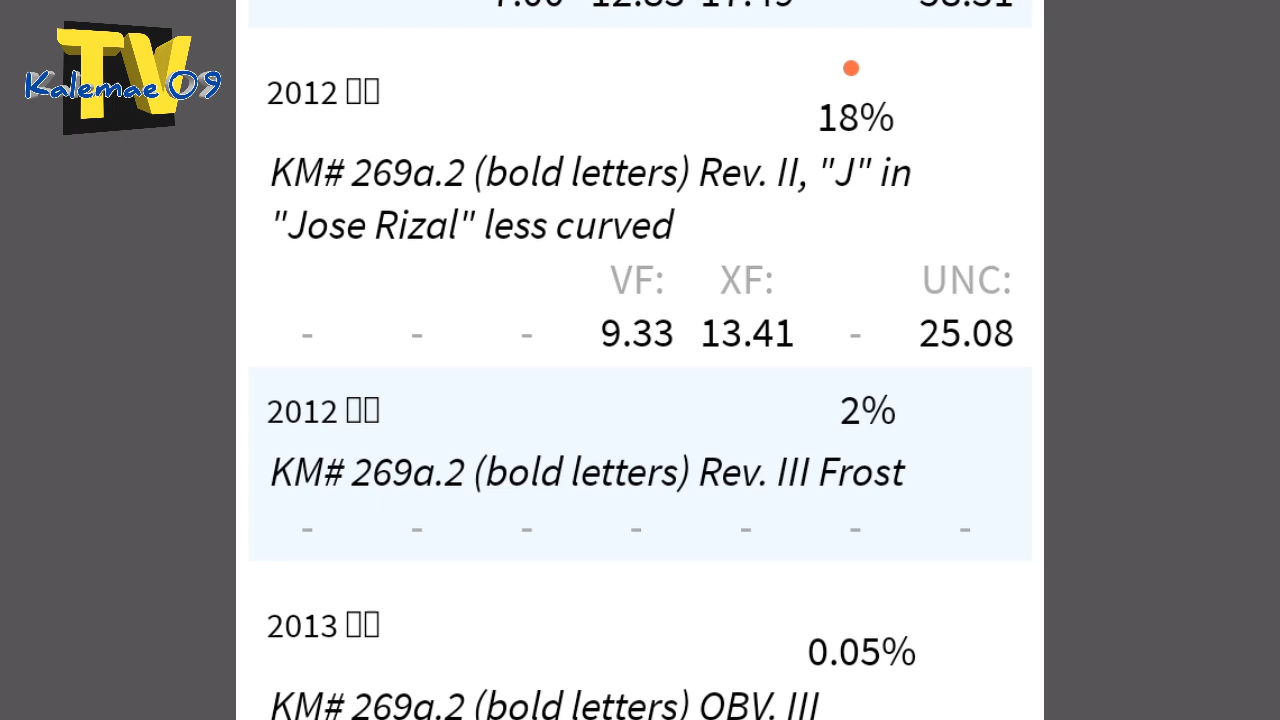 TV
Kalemae 09
2012
18%
KM# 269a.2 (bold letters) Rev. II, "J" in
"Jose Rizal" less curved
VF: XF: UNC:
- - - 9.33 13.41 - 25.08
2012
2%
KM# 269a.2 (bold letters) Rev. III Frost
- - - - - - -
2013
0.05%
KM# 269a.2 (bold letters) OBV. III